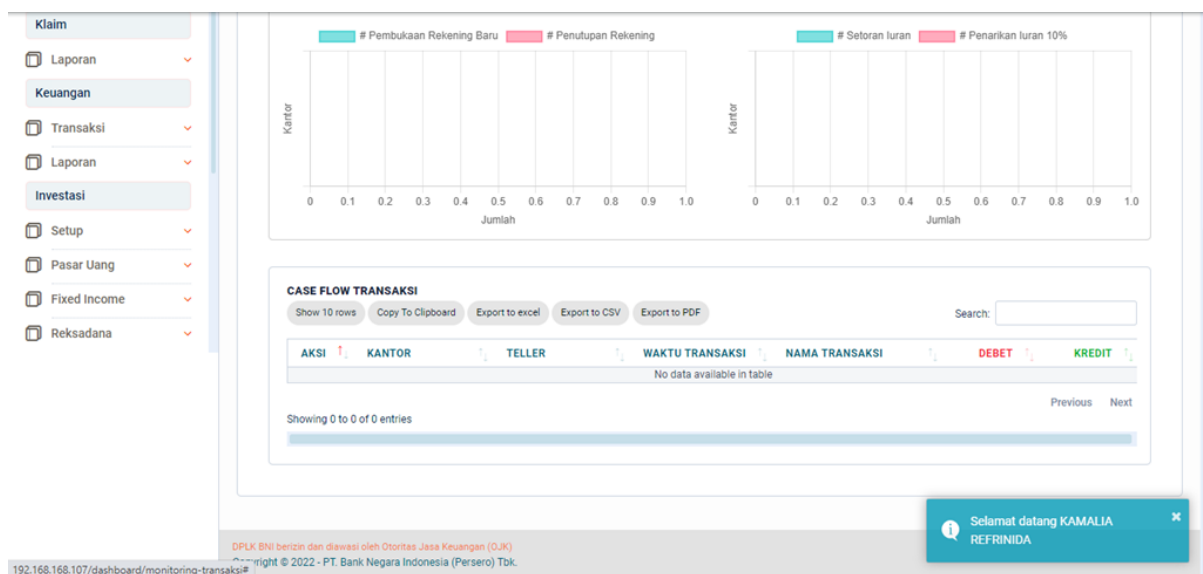 Klaim
Laporan
Keuangan
Transaksi
Laporan
Investasi
Setup
Pasar Uang
Fixed Income
Reksadana
# Pembukaan Rekening Baru # Penutupan Rekening
Kantor
0 0.1 0.2 0.3 0.4 0.5 0.6 0.7 0.8 0.9 1.0
Jumlah
# Setoran Iuran # Penarikan Iuran 10%
Kantor
0 0.1 0.2 0.3 0.4 0.5 0.6 0.7 0.8 0.9 1.0
Jumlah
CASE FLOW TRANSAKSI
Show 10 rows Copy To Clipboard Export to excel Export to CSV Export to PDF Search:
AKSI KANTOR TELLER WAKTU TRANSAKSI NAMA TRANSAKSI DEBET KREDIT
No data available in table
Previous Next
Showing 0 to 0 of 0 entries
Selamat datang KAMALIA
REFRINIDA
DPLK BNI berizin dan diawasi oleh Otoritas Jasa Keuangan (OJK)
Copyright © 2022 - PT. Bank Negara Indonesia (Persero) Tbk.
192.168.168.107/dashboard/monitoring-transaksi#